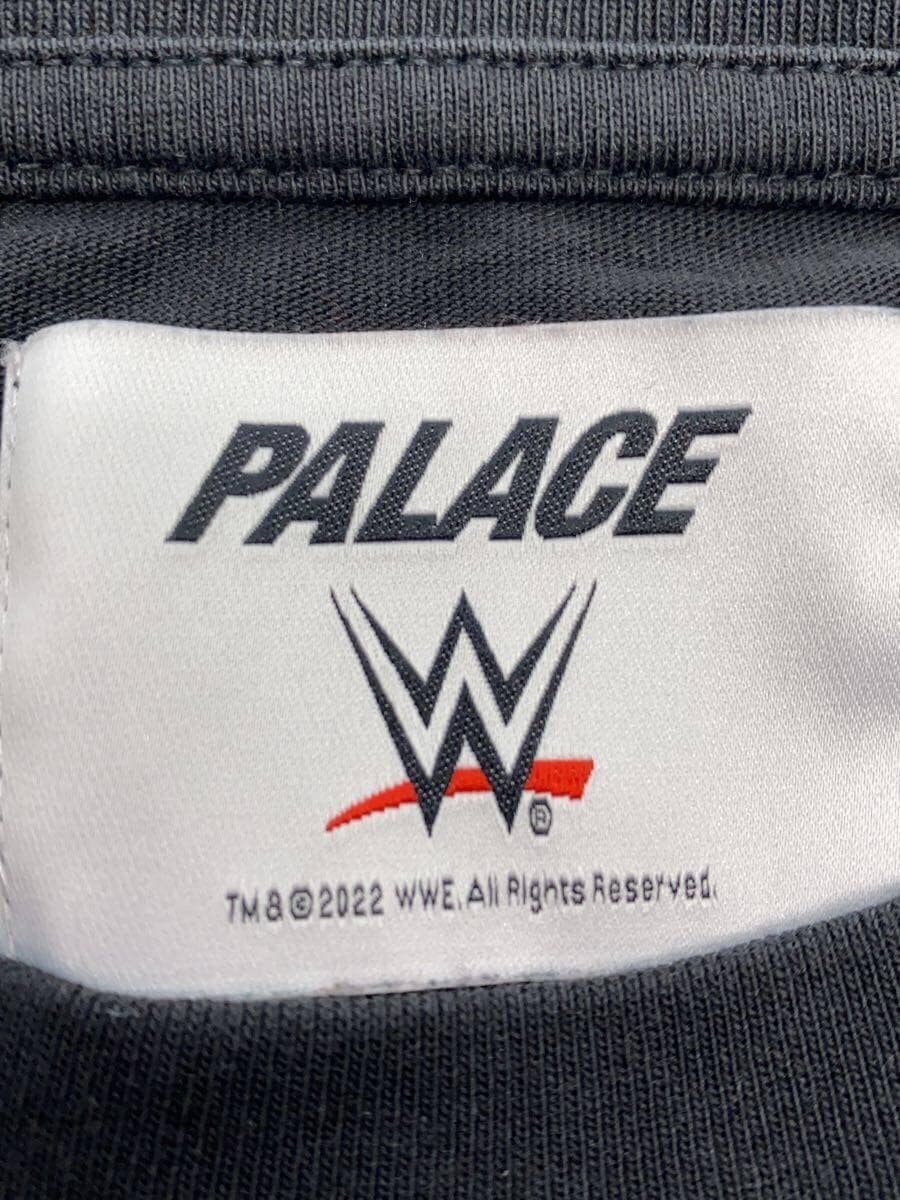 PALACE
W
®
TM&©2022 WWE. All Rights Reserved.